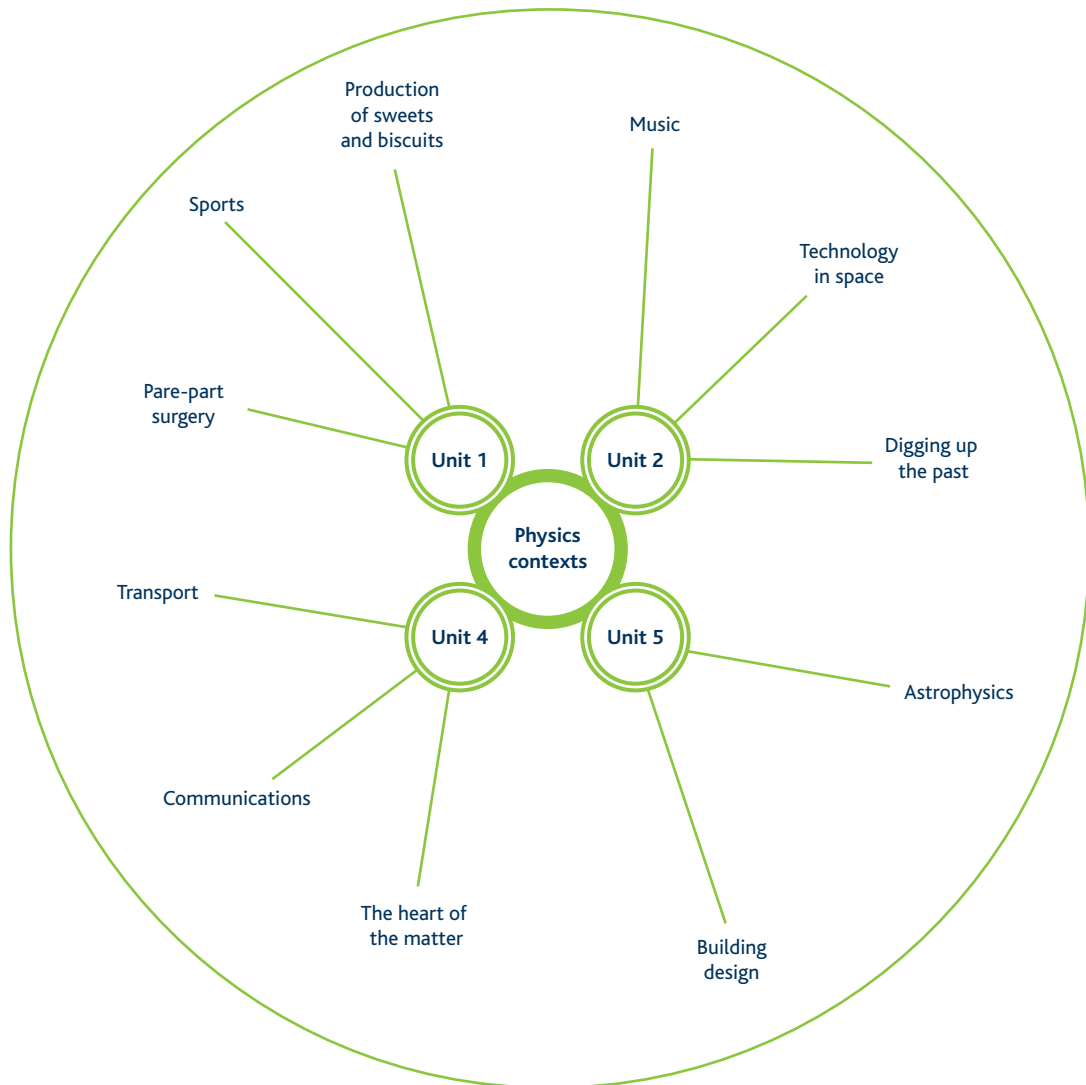 Production
of sweets
and biscuits
Music
Sports
Technology
in space
Pare-part
surgery
Unit 1
Unit 2
Digging up
the past
Physics
contexts
Transport
Unit 4
Unit 5
Astrophysics
Communications
The heart of
the matter
Building
design